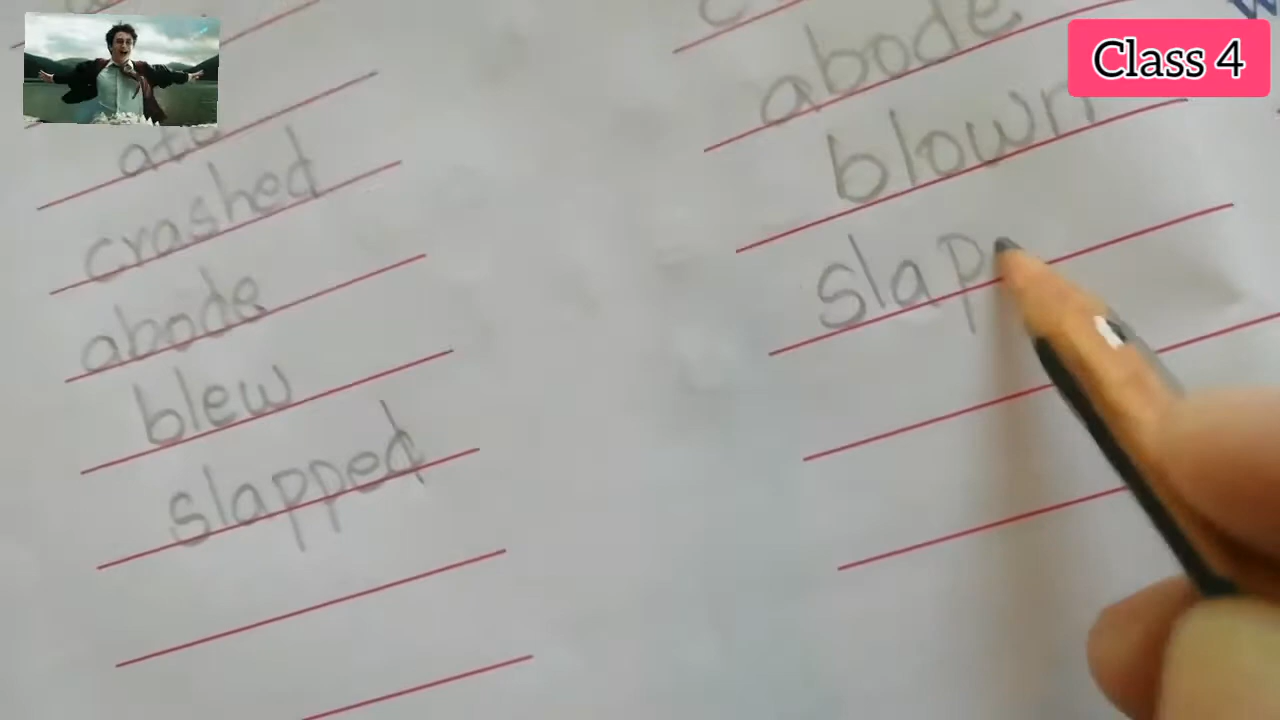 Class 4
crashed
abode
blew
slapped
abode
blown
slap